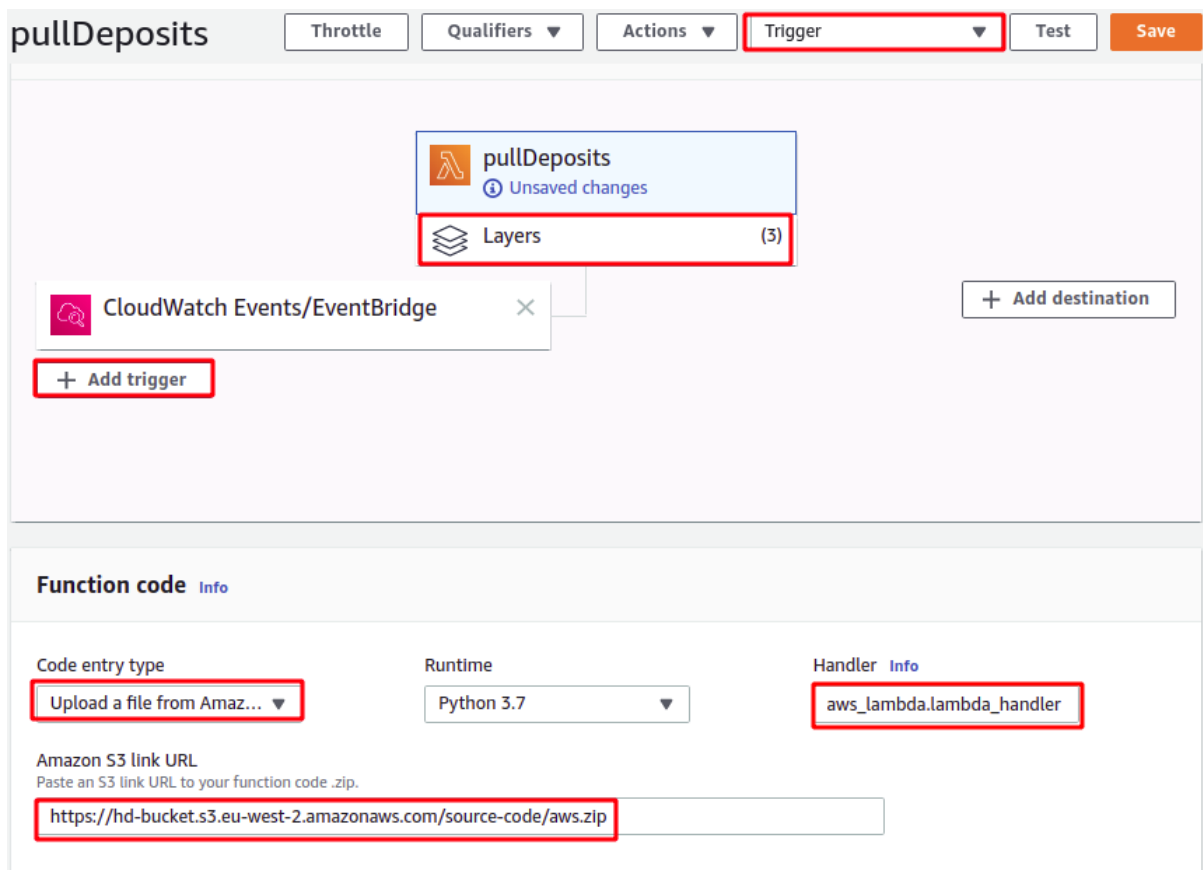 pullDeposits Throttle Qualifiers Actions Trigger Test Save
pullDeposits
Unsaved changes
Layers (3)
CloudWatch Events/EventBridge
+ Add destination
+ Add trigger
Function code Info
Code entry type Runtime Handler Info
Upload a file from Amaz... Python 3.7 aws_lambda.lambda_handler
Amazon S3 link URL
Paste an S3 link URL to your function code .zip.
https://hd-bucket.s3.eu-west-2.amazonaws.com/source-code/aws.zip